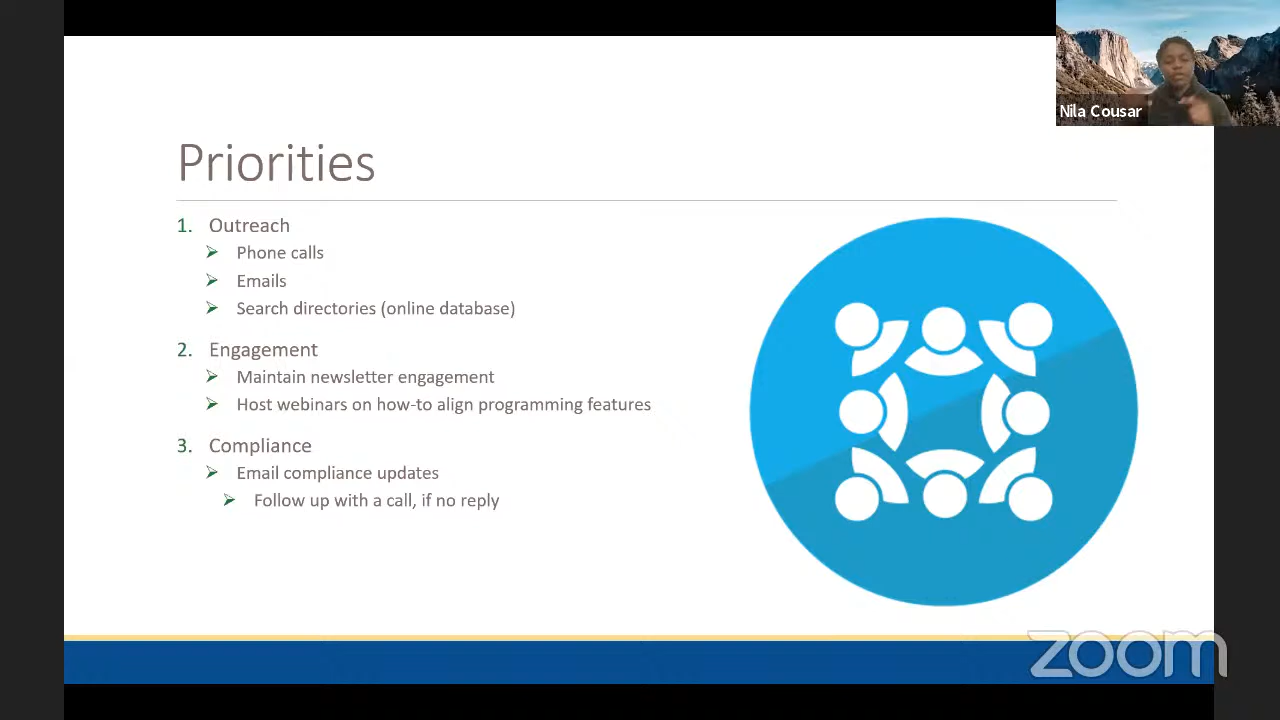 Nila Cousar
Priorities
1. Outreach
Phone calls
Emails
Search directories (online database)
2. Engagement
Maintain newsletter engagement
Host webinars on how-to align programming features
3. Compliance
Email compliance updates
Follow up with a call, if no reply
zoom